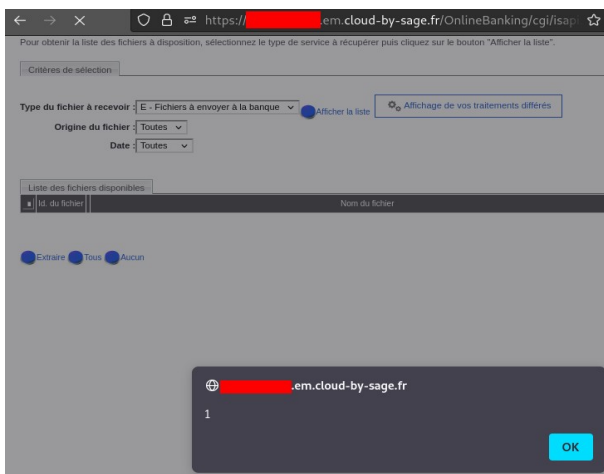 https:// .em.cloud-by-sage.fr/OnlineBanking/cgi/isap
Pour obtenir la liste des fichiers à disposition, sélectionnez le type de service à récupérer puis cliquez sur le bouton "Afficher la liste".
Critères de sélection
Type du fichier à recevoir : E - Fichiers à envoyer à la banque Afficher la liste Affichage de vos traitements différés
Origine du fichier : Toutes
Date : Toutes
Liste des fichiers disponibles
Id. du fichier Nom du fichier
Extraire Tous Aucun
.em.cloud-by-sage.fr
1
OK